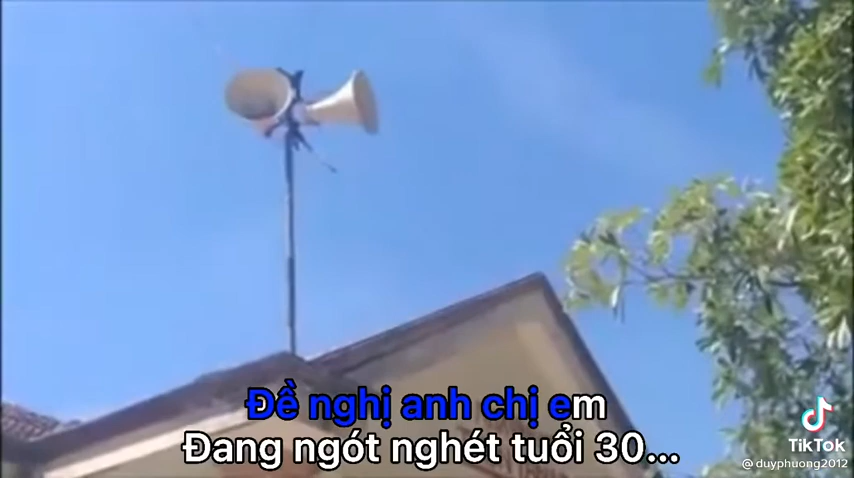 Đề nghị anh chị em
Đang ngót nghét tuổi 30...
TikTok
@duyphuong2012